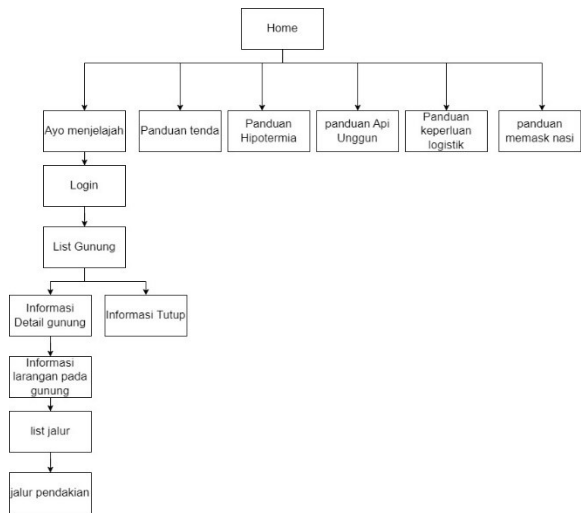 Home
Ayo menjelajah
Panduan tenda
Panduan
Hipotermia
panduan Api
Unggun
Panduan
keperluan
logistik
panduan
memask nasi
Login
List Gunung
Informasi
Detail gunung
Informasi Tutup
Informasi
larangan pada
gunung
list jalur
jalur pendakian